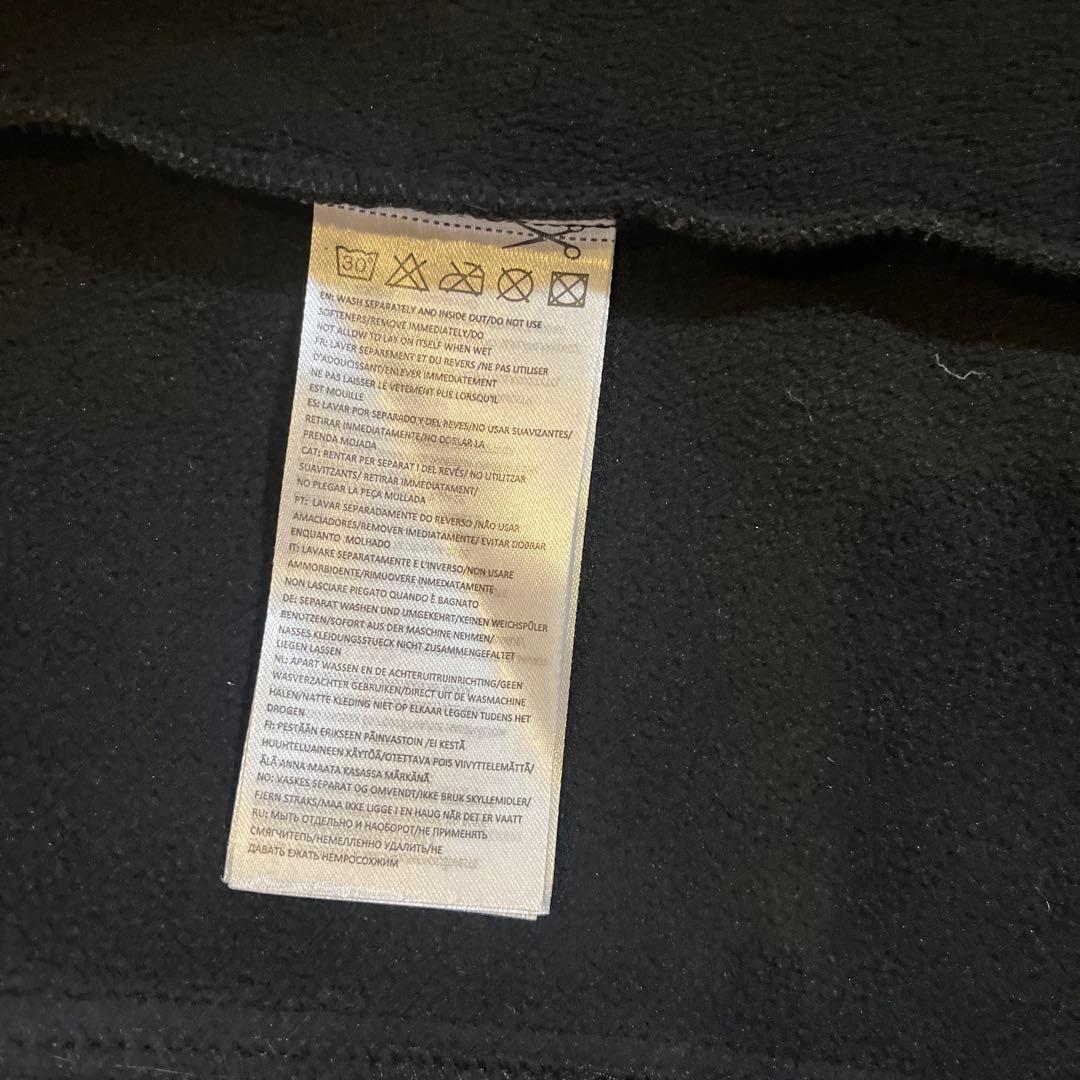 30°
EN: WASH SEPARATELY AND INSIDE OUT/DO NOT USE
SOFTENERS/REMOVE IMMEDIATELY/DO
NOT ALLOW TO LAY ON ITSELF WHEN WET
FR: LAVER SEPAREMENT ET DU REVERS /NE PAS UTILISER
D'ADOUCISSANT/ENLEVER IMMEDIATEMENT
NE PAS LAISSER LE VETEMENT PLIE LORSQU'IL
EST MOUILLE
ES: LAVAR POR SEPARADO Y DEL REVES/NO USAR SUAVIZANTES/
RETIRAR INMEDIATAMENTE/NO DOBLAR LA
PRENDA MOJADA
CAT: RENTAR PER SEPARAT I DEL REVÉS/ NO UTILITZAR
SUAVITZANTS/ RETIRAR IMMEDIATAMENT/
NO PLEGAR LA PEÇA MULLADA
PT: LAVAR SEPARADAMENTE DO REVERSO /NÃO USAR
AMACIADORES/REMOVER IMEDIATAMENTE/ EVITAR DOBRAR
ENQUANTO MOLHADO
IT: LAVARE SEPARATAMENTE E L'INVERSO/NON USARE
AMMORBIDENTE/RIMUOVERE INMEDIATAMENTE
NON LASCIARE PIEGATO QUANDO È BAGNATO
DE: SEPARAT WASHEN UND UMGEKEHRT/KEINEN WEICHSPÖLER
BENUTZEN/SOFORT AUS DER MASCHINE NEHMEN/
NASSES KLEIDUNGSSTUECK NICHT ZUSAMMENGEFALTET
LIEGEN LASSEN
NL: APART WASSEN EN DE ACHTERUITRUINRICHTING/GEEN
WASVERZACHTER GEBRUIKEN/DIRECT UIT DE WASMACHINE
HALEN/NATTE KLEDING NIET OP ELKAAR LEGGEN TIJDENS HET
DROGEN
FI: PESTÄÄN ERIKSEEN PÄINVASTOIN /EI KESTÄ
HUUHTELUAINEEN KÄYTÖÄ/OTETTAVA POIS VIIVYTTELEMÄTTÄ/
ÄLÄ ANNA MAATA KASASSA MÄRKÄNÄ
NO: VASKES SEPARAT OG OMVENDT/IKKE BRUK SKYLLEMIDLER/
FJERN STRAKS/MAA IKKE LIGGE I EN HAUG NÅR DET ER VAATT
RU: МЫТЬ ОТДЕЛЬНО И НАОБОРОТ/НЕ ПРИМЕНЯТЬ
СМЯГЧИТЕЛЬ/НЕМЕЛЛЕННО УДАЛИТЬ/НЕ
ДАВАТЬ ЕЖАТЬ НЕМРОСОХЖИМ